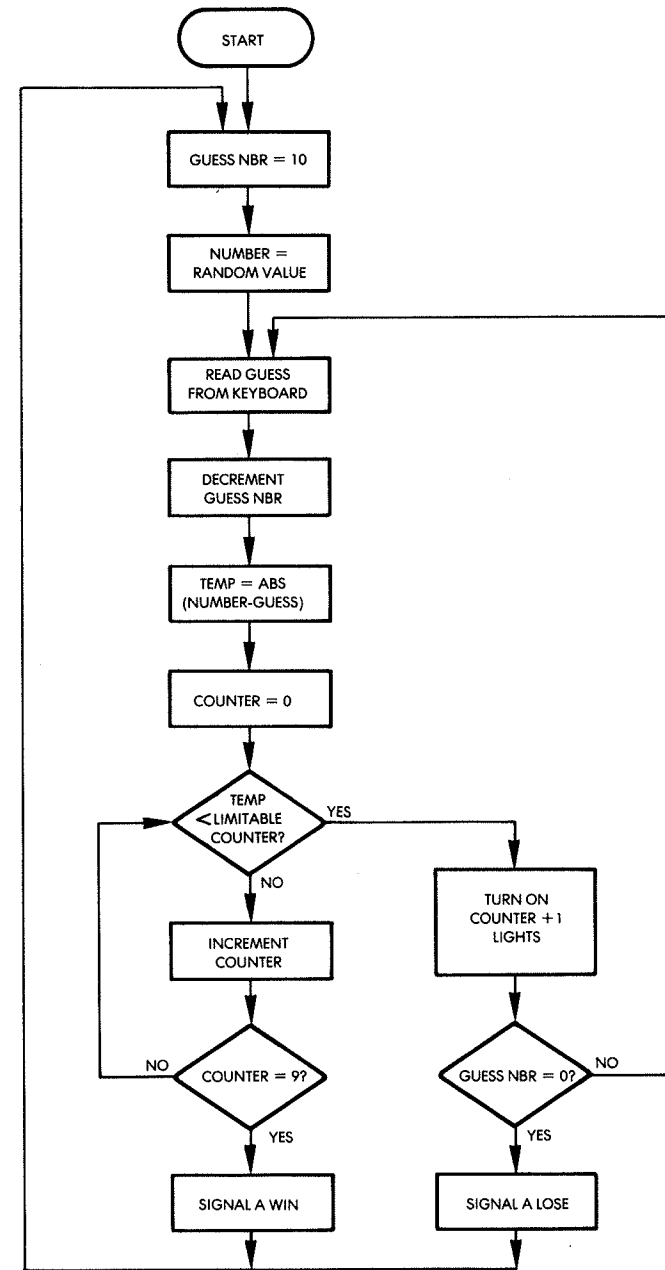 START
GUESS NBR = 10
NUMBER =
RANDOM VALUE
READ GUESS
FROM KEYBOARD
DECREMENT
GUESS NBR
TEMP = ABS
(NUMBER-GUESS)
COUNTER = 0
TEMP
< LIMITABLE
COUNTER?
YES
NO
INCREMENT
COUNTER
TURN ON
COUNTER +1
LIGHTS
COUNTER = 9?
NO
YES
GUESS NBR = 0?
NO
YES
SIGNAL A WIN
SIGNAL A LOSE